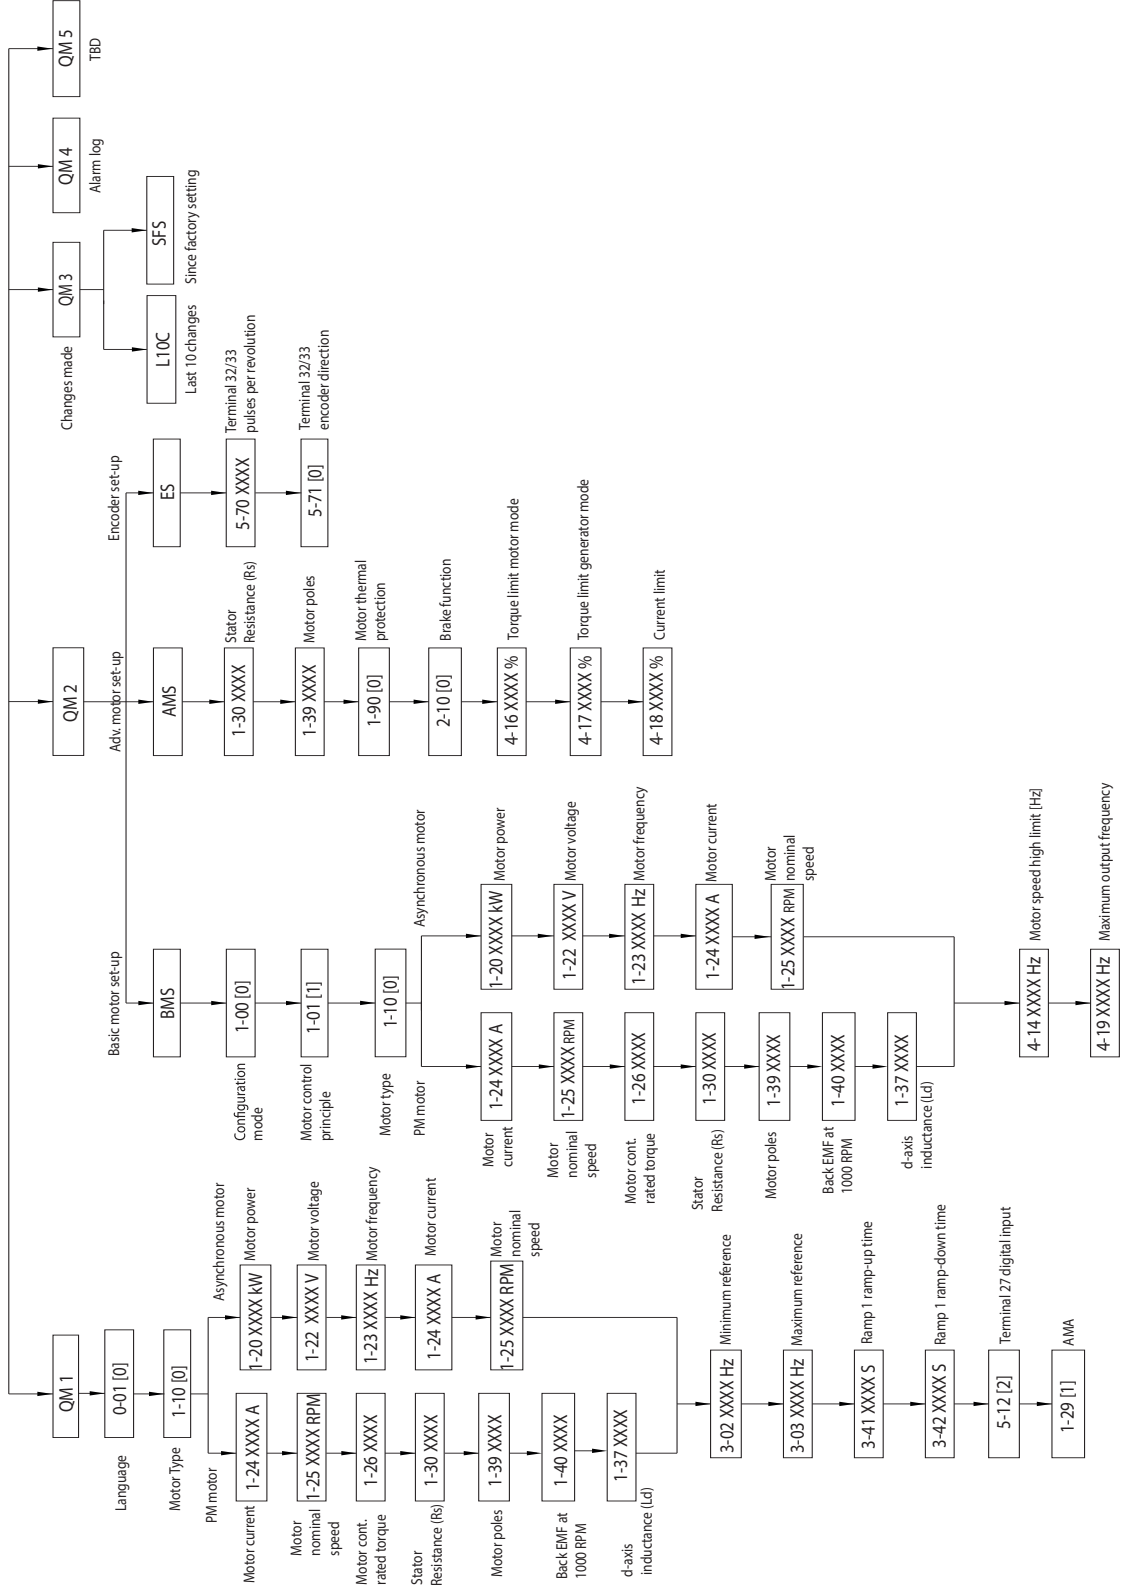 QM 1
0-01 [0]
Language
1-10 [0]
Motor Type
PM motor
Asynchronous motor
1-24 XXXX A
Motor current
1-25 XXXX RPM
Motor
nominal
speed
1-26 XXXX
Motor cont.
rated torque
1-30 XXXX
Stator
Resistance (Rs)
1-39 XXXX
Motor poles
1-40 XXXX
Back EMF at
1000 RPM
1-37 XXXX
d-axis
inductance (Ld)
1-20 XXXX kW
Motor power
1-22 XXXX V
Motor voltage
1-23 XXXX Hz
Motor frequency
1-24 XXXX A
Motor current
1-25 XXXX RPM
Motor
nominal
speed
3-02 XXXX Hz
Minimum reference
3-03 XXXX Hz
Maximum reference
3-41 XXXX S
Ramp 1 ramp-up time
3-42 XXXX S
Ramp 1 ramp-down time
5-12 [2]
Terminal 27 digital input
1-29 [1]
AMA
QM 2
Basic motor set-up
Adv. motor set-up
Encoder set-up
BMS
1-00 [0]
Configuration
mode
1-01 [1]
Motor control
principle
1-10 [0]
Motor type
PM motor
Asynchronous motor
1-24 XXXX A
Motor
current
1-25 XXXX RPM
Motor
nominal
speed
1-26 XXXX
Motor cont.
rated torque
1-30 XXXX
Stator
Resistance (Rs)
1-39 XXXX
Motor poles
1-40 XXXX
Back EMF at
1000 RPM
1-37 XXXX
d-axis
inductance (Ld)
1-20 XXXX kW
Motor power
1-22 XXXX V
Motor voltage
1-23 XXXX Hz
Motor frequency
1-24 XXXX A
Motor current
1-25 XXXX RPM
Motor
nominal
speed
4-14 XXXX Hz
Motor speed high limit [Hz]
4-19 XXXX Hz
Maximum output frequency
AMS
1-30 XXXX
Stator
Resistance (Rs)
1-39 XXXX
Motor poles
1-90 [0]
Motor thermal
protection
2-10 [0]
Brake function
4-16 XXXX %
Torque limit motor mode
4-17 XXXX %
Torque limit generator mode
4-18 XXXX %
Current limit
ES
5-70 XXXX
Terminal 32/33
pulses per revolution
5-71 [0]
Terminal 32/33
encoder direction
QM 3
Changes made
L10C
Last 10 changes
SFS
Since factory setting
QM 4
Alarm log
QM 5
TBD